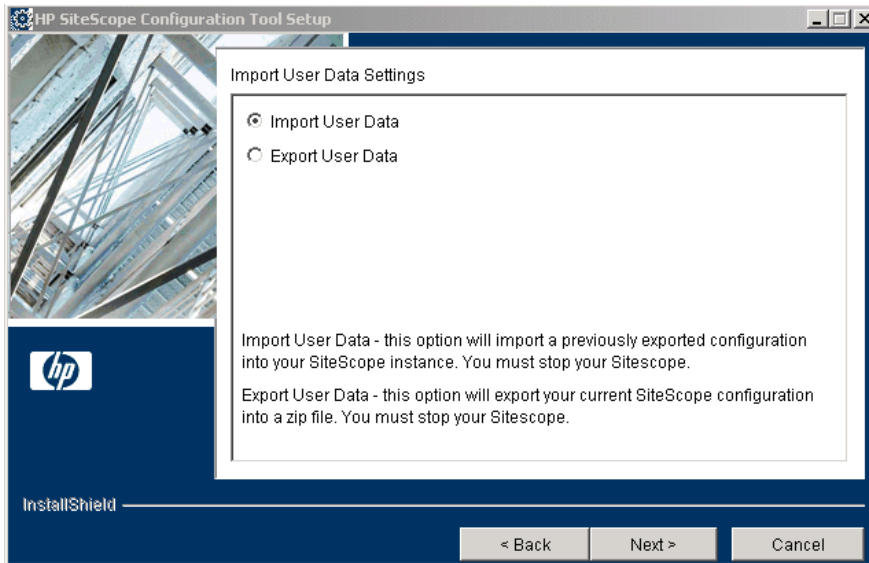 HP SiteScope Configuration Tool Setup
Import User Data Settings
Import User Data
Export User Data
Import User Data - this option will import a previously exported configuration
into your SiteScope instance. You must stop your Sitescope.
Export User Data - this option will export your current SiteScope configuration
into a zip file. You must stop your Sitescope.
hp
InstallShield
< Back
Next >
Cancel